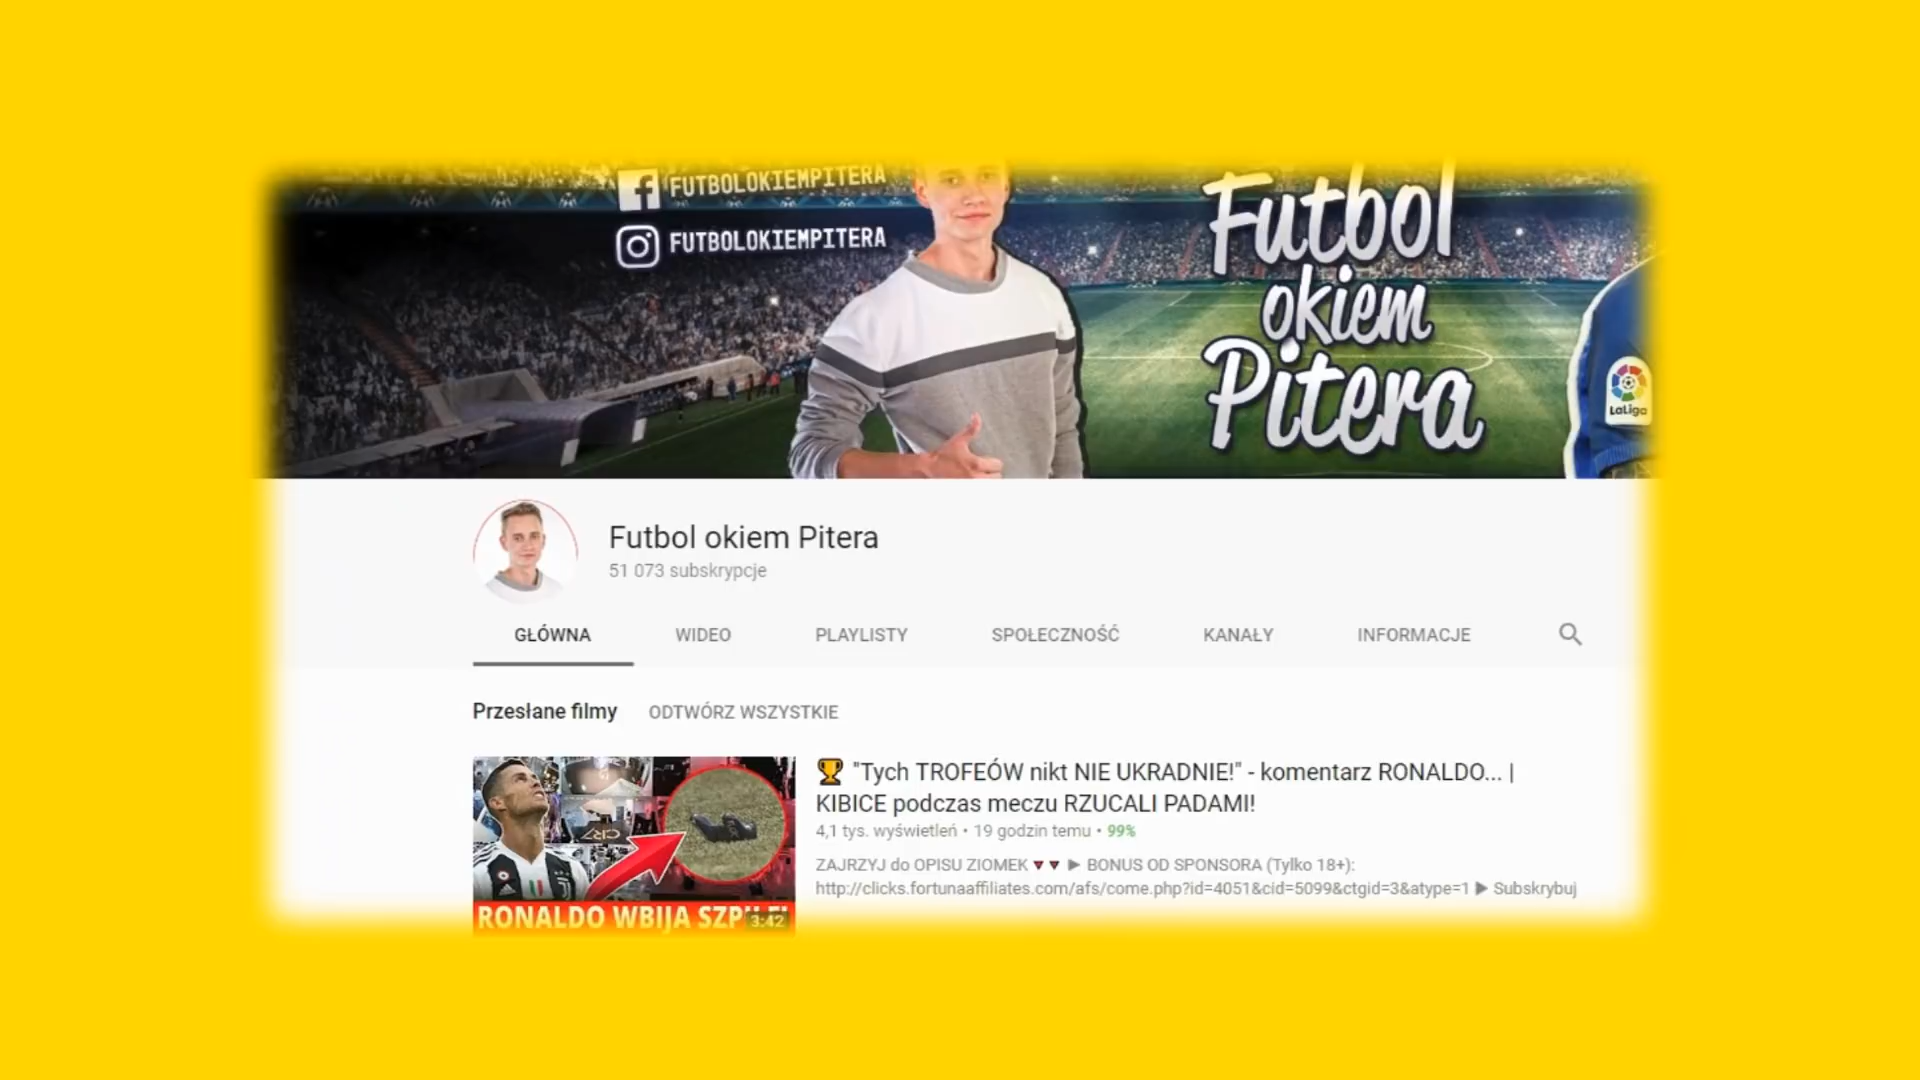 FUTBOLOKIEMPITERA
FUTBOLOKIEMPITERA
Futbol
okiem
Pitera
LaLiga
Futbol okiem Pitera
51 073 subskrypcje
GŁÓWNA
WIDEO
PLAYLISTY
SPOŁECZNOŚĆ
KANAŁY
INFORMACJE
Przesłane filmy
ODTWÓRZ WSZYSTKIE
CR7
RONALDO WBIJA
3:42
🏆 "Tych TROFEÓW nikt NIE UKRADNIE!" - komentarz RONALDO... |
KIBICE podczas meczu RZUCALI PADAMI!
4,1 tys. wyświetleń • 19 godzin temu • 99%
ZAJRZYJ do OPISU ZIOMEK 🔻🔻 ► BONUS OD SPONSORA (Tylko 18+):
http://clicks.fortunaaffiliates.com/afs/come.php?id=4051&cid=5099&ctgid=3&atype=1 ► Subskrybuj